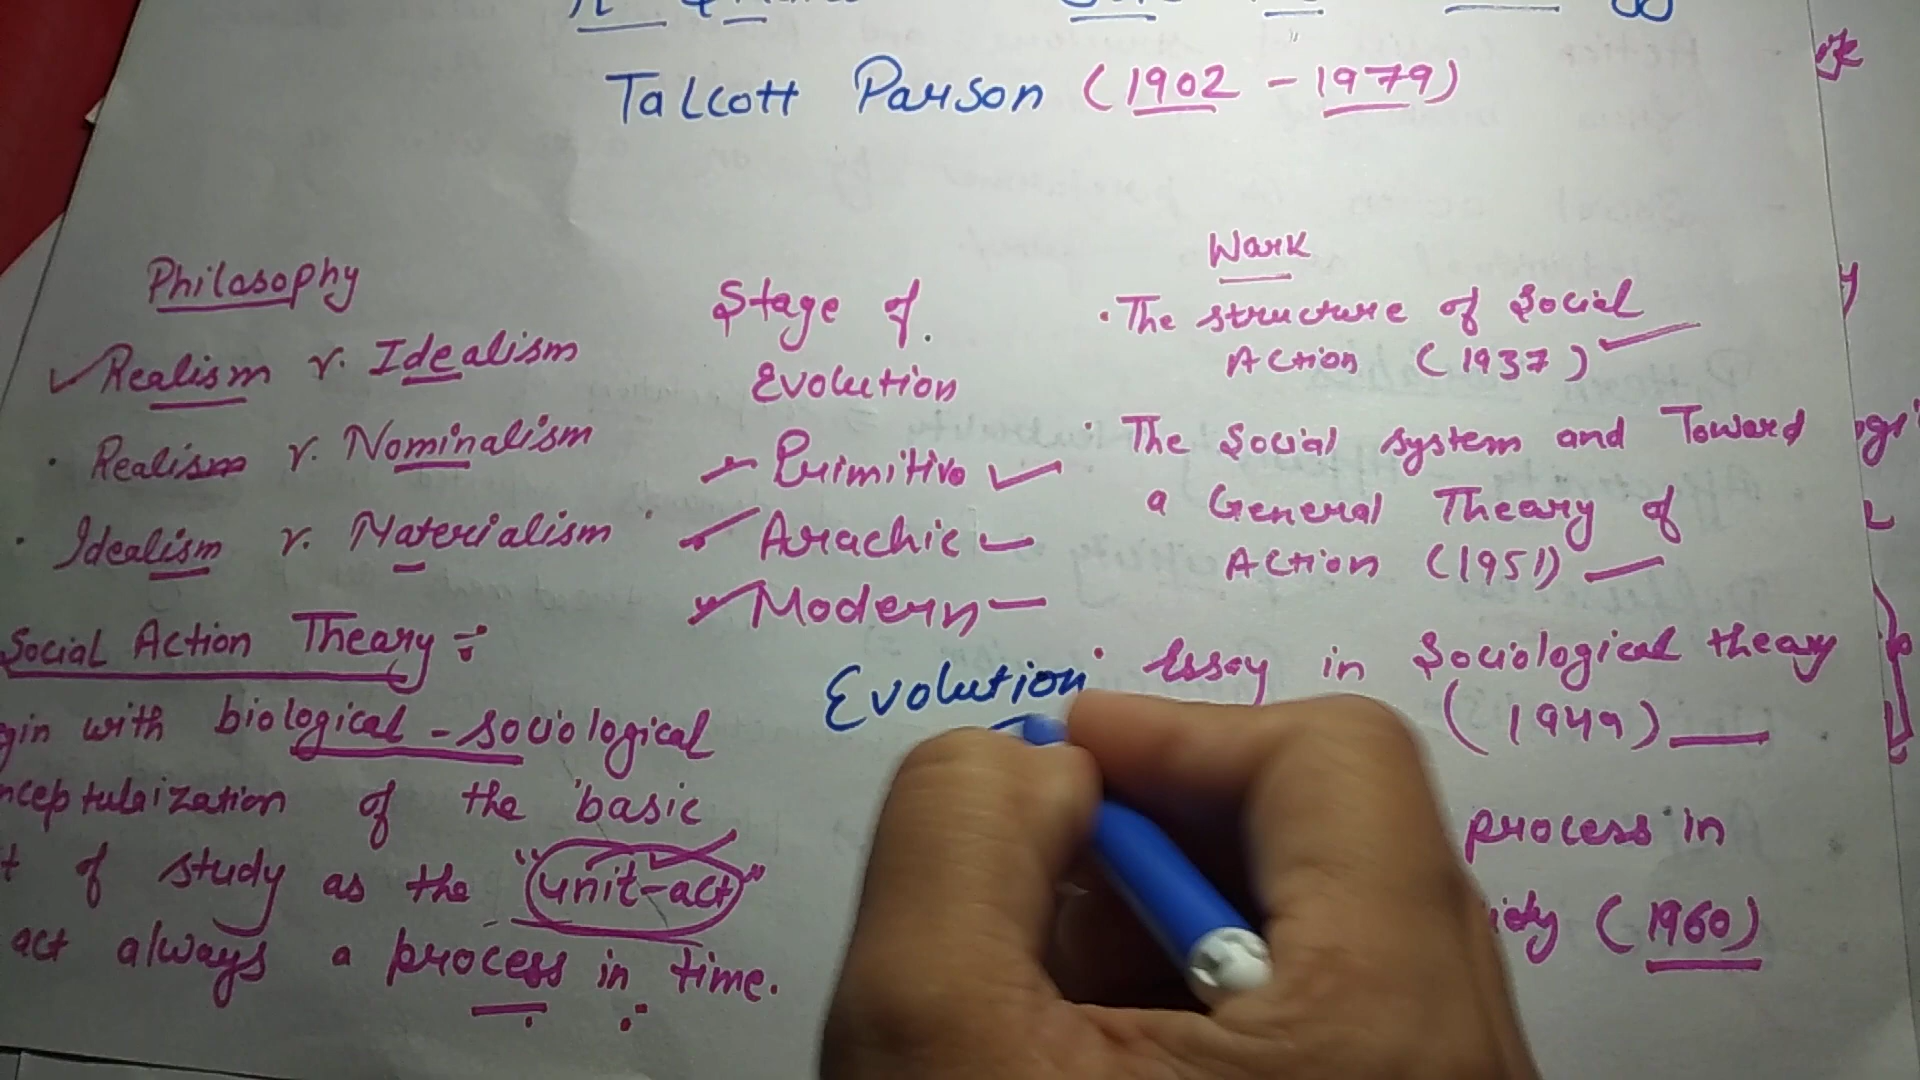 Talcott Parson (1902 - 1979)
Philosophy
Realism v. Idealism
Realism v. Nominalism
Idealism v. Materialism
Social Action Theory :-
gin with biological - sociological
of the basic
of study as the "unit-act"
act always a process in time.
Stage of
Evolution
Primitive
Arachic
Modern
Evolution
Work
The structure of Social
Action (1937)
The Social system and Toward
a General Theory of
Action (1951)
Essay in Sociological theory
(1949)
process in
(1960)